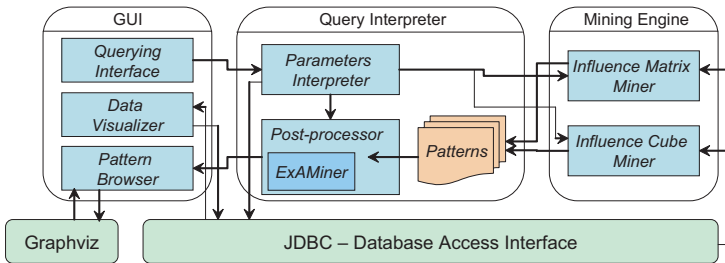 GUI
Query Interpreter
Mining Engine
Querying
Interface
Parameters
Interpreter
Influence Matrix
Miner
Data
Visualizer
Post-processor
ExAMiner
Patterns
Influence Cube
Miner
Pattern
Browser
Graphviz
JDBC – Database Access Interface